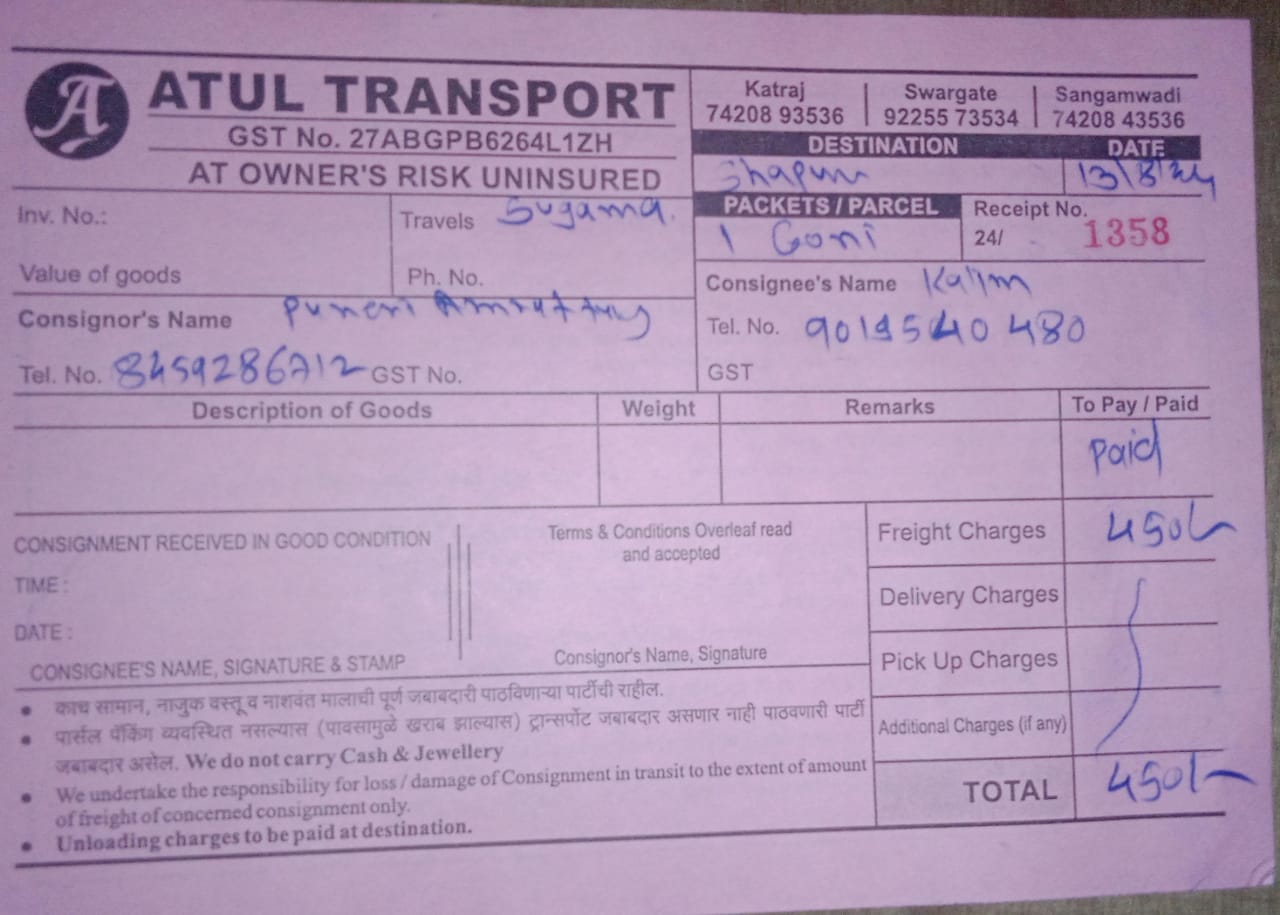 A ATUL TRANSPORT
GST No. 27ABGPB6264L1ZH
AT OWNER'S RISK UNINSURED
Katraj Swargate Sangamwadi
74208 93536 92255 73534 74208 43536
DESTINATION DATE
Shapur 13/8/24
Inv. No.:
Travels Sugama.
PACKETS / PARCEL
1 Goni
Receipt No.
24/ 1358
Value of goods
Ph. No.
Consignor's Name Puneri
Tel. No. 8459286712 GST No.
Consignee's Name Kalim
Tel. No. 9019540480
GST
Description of Goods Weight Remarks To Pay / Paid
Paid
CONSIGNMENT RECEIVED IN GOOD CONDITION
TIME :
DATE :
CONSIGNEE'S NAME, SIGNATURE & STAMP
Terms & Conditions Overleaf read
and accepted
Consignor's Name, Signature
Freight Charges 450/-
Delivery Charges
Pick Up Charges
Additional Charges (if any)
TOTAL 450/-
• काच सामान, नाजुक वस्तू व नाशवंत मालाची पूर्ण जबाबदारी पाठविणाऱ्या पार्टीची राहील.
• पार्सल पॅकिंग व्यवस्थित नसल्यास (पावसामुळे खराब झाल्यास) ट्रान्सपोर्ट जबाबदार असणार नाही पाठवणारी पार्टी
जबाबदार असेल. We do not carry Cash & Jewellery
• We undertake the responsibility for loss / damage of Consignment in transit to the extent of amount
of freight of concerned consignment only.
• Unloading charges to be paid at destination.